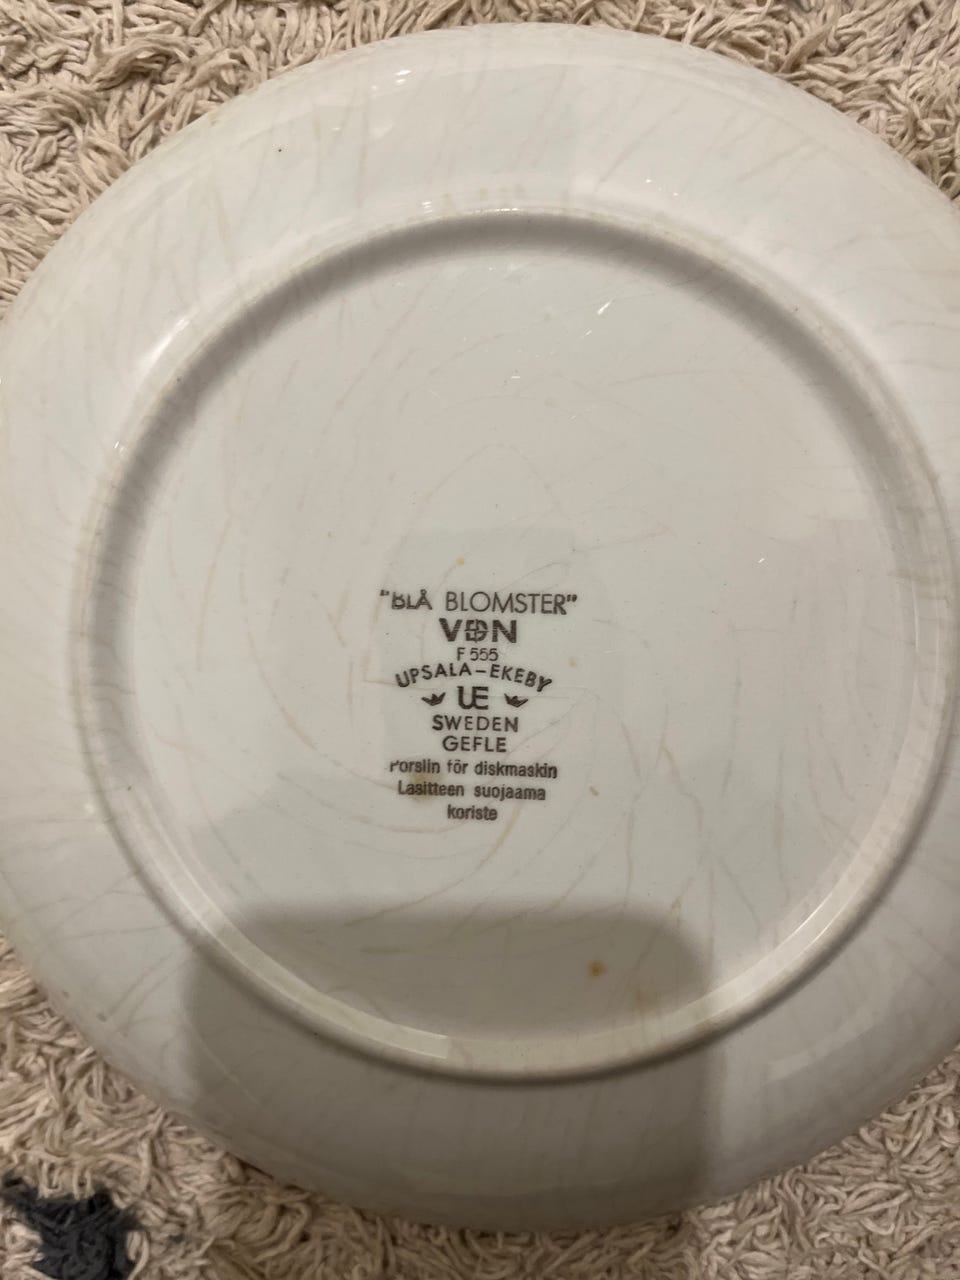 "BLÅ BLOMSTER"
VDN
F 555
UPSALA-EKEBY
UE
SWEDEN
GEFLE
Porslin för diskmaskin
Lasitteen suojaama
koriste